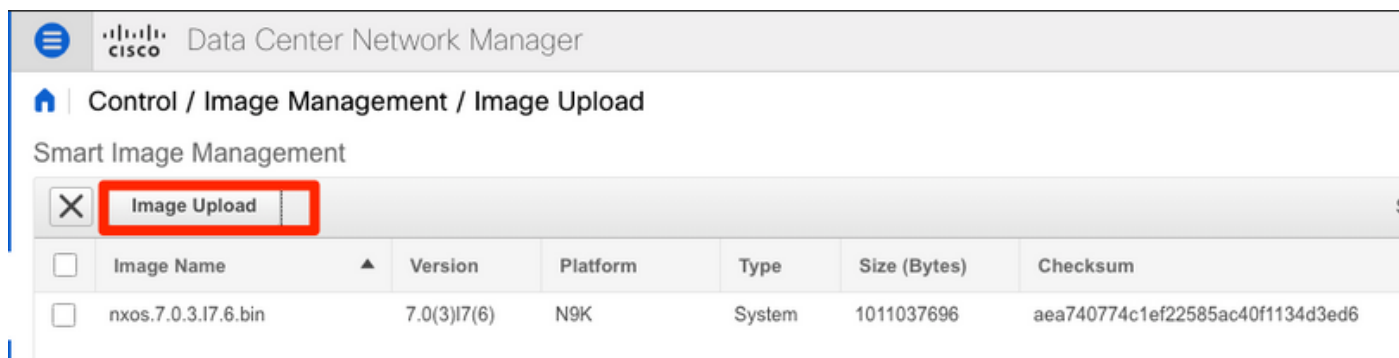 CISCO Data Center Network Manager
Control / Image Management / Image Upload
Smart Image Management
Image Upload
Image Name Version Platform Type Size (Bytes) Checksum
nxos.7.0.3.I7.6.bin 7.0(3)I7(6) N9K System 1011037696 aea740774c1ef22585ac40f1134d3ed6